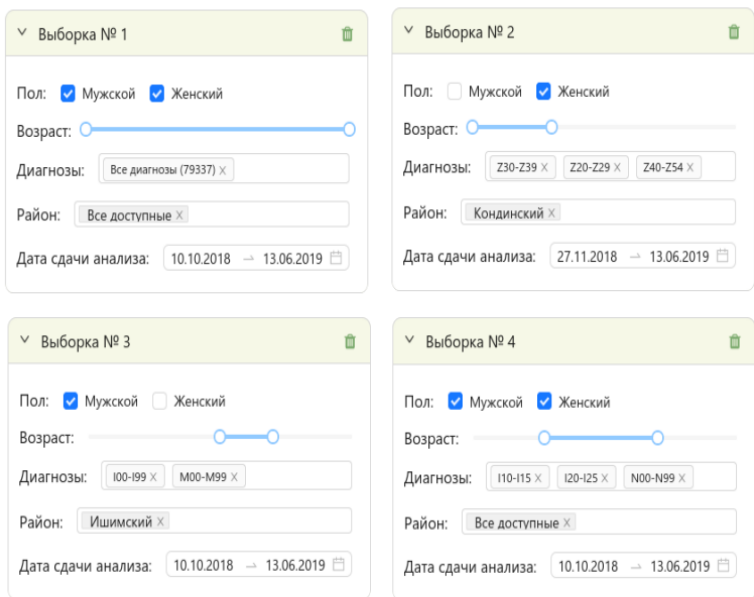 Выборка № 1
Пол: Мужской Женский
Возраст:
Диагнозы: Все диагнозы (79337) ×
Район: Все доступные ×
Дата сдачи анализа: 10.10.2018 → 13.06.2019
Выборка № 2
Пол: Мужской Женский
Возраст:
Диагнозы: Z30-Z39 × Z20-Z29 × Z40-Z54 ×
Район: Кондинский ×
Дата сдачи анализа: 27.11.2018 → 13.06.2019
Выборка № 3
Пол: Мужской Женский
Возраст:
Диагнозы: I00-I99 × M00-M99 ×
Район: Ишимский ×
Дата сдачи анализа: 10.10.2018 → 13.06.2019
Выборка № 4
Пол: Мужской Женский
Возраст:
Диагнозы: I10-I15 × I20-I25 × N00-N99 ×
Район: Все доступные ×
Дата сдачи анализа: 10.10.2018 → 13.06.2019